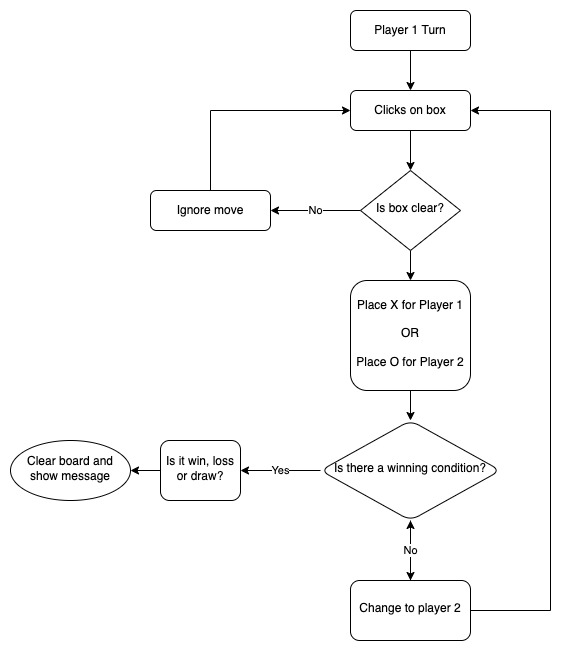 Player 1 Turn
Clicks on box
Is box clear?
No
Ignore move
Place X for Player 1
OR
Place O for Player 2
Is there a winning condition?
Yes
Is it win, loss
or draw?
Clear board and
show message
No
Change to player 2